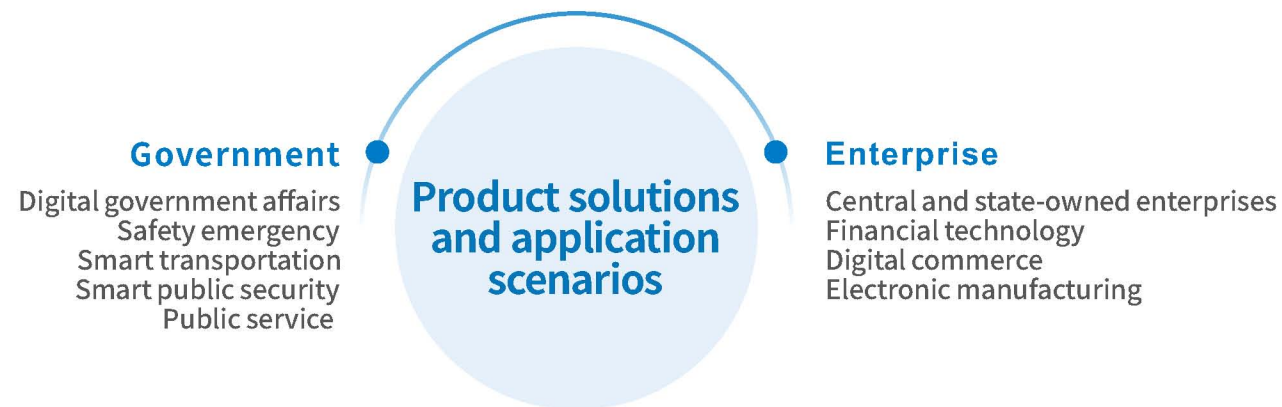 Government
Digital government affairs
Safety emergency
Smart transportation
Smart public security
Public service
Product solutions
and application
scenarios
Enterprise
Central and state-owned enterprises
Financial technology
Digital commerce
Electronic manufacturing